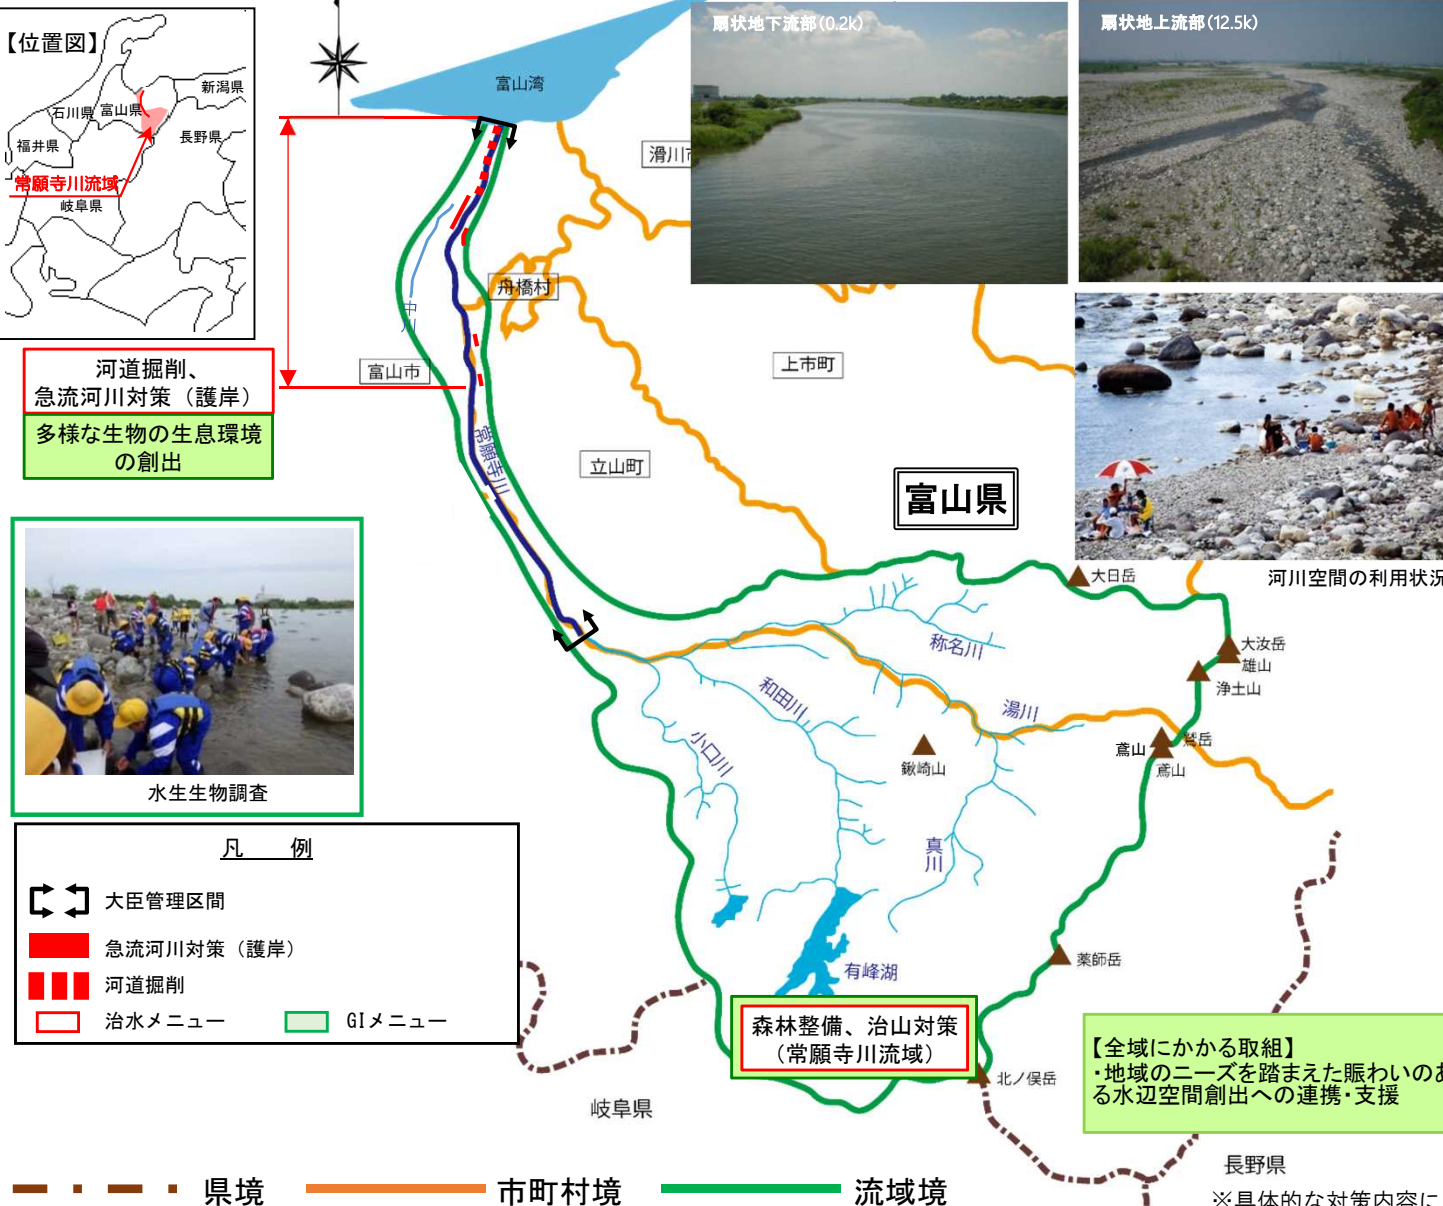 【位置図】
新潟県
石川県
富山県
長野県
福井県
常願寺川流域
岐阜県
富山湾
扇状地下流部(0.2k)
扇状地上流部(12.5k)
滑川市
舟橋村
中川
富山市
上市町
河道掘削、
急流河川対策（護岸）
多様な生物の生息環境
の創出
常願寺川
立山町
富山県
大日岳
河川空間の利用状況
称名川
大汝岳
雄山
浄土山
和田川
湯川
小口川
鍬崎山
鳶山
鷲岳
鳶山
水生生物調査
真川
凡　例
大臣管理区間
急流河川対策（護岸）
河道掘削
治水メニュー
GIメニュー
有峰湖
薬師岳
森林整備、治山対策
（常願寺川流域）
北ノ俣岳
【全域にかかる取組】
・地域のニーズを踏まえた賑わいのあ
る水辺空間創出への連携・支援
岐阜県
長野県
県境
市町村境
流域境
※具体的な対策内容に